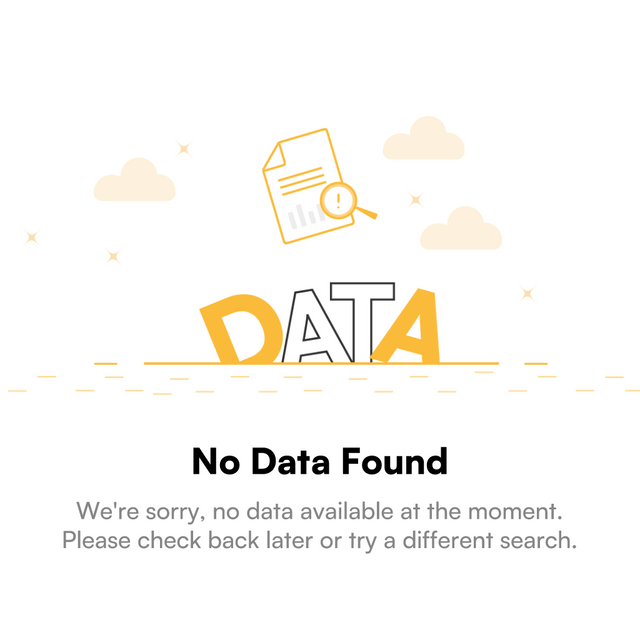 !
DATA
No Data Found
We're sorry, no data available at the moment.
Please check back later or try a different search.